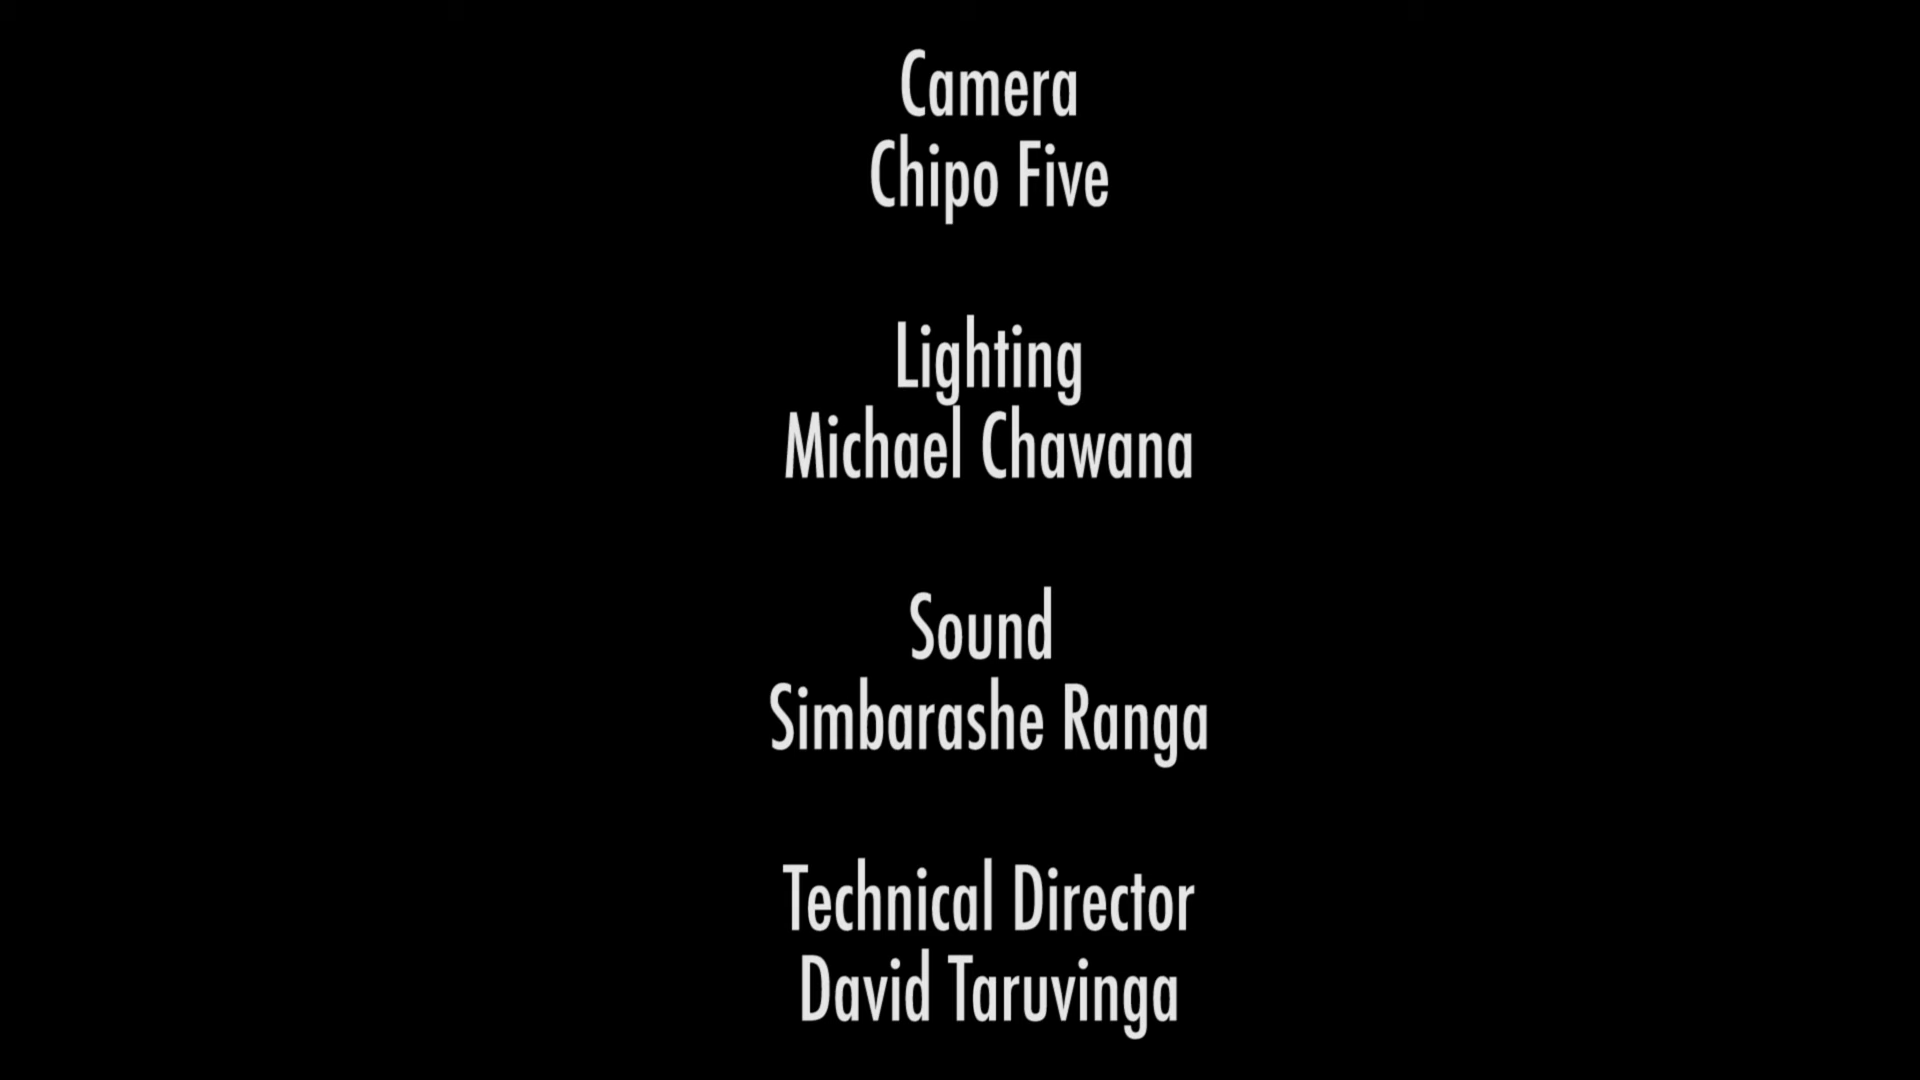 Camera
Chipo Five
Lighting
Michael Chawana
Sound
Simbarashe Ranga
Technical Director
David Taruvinga